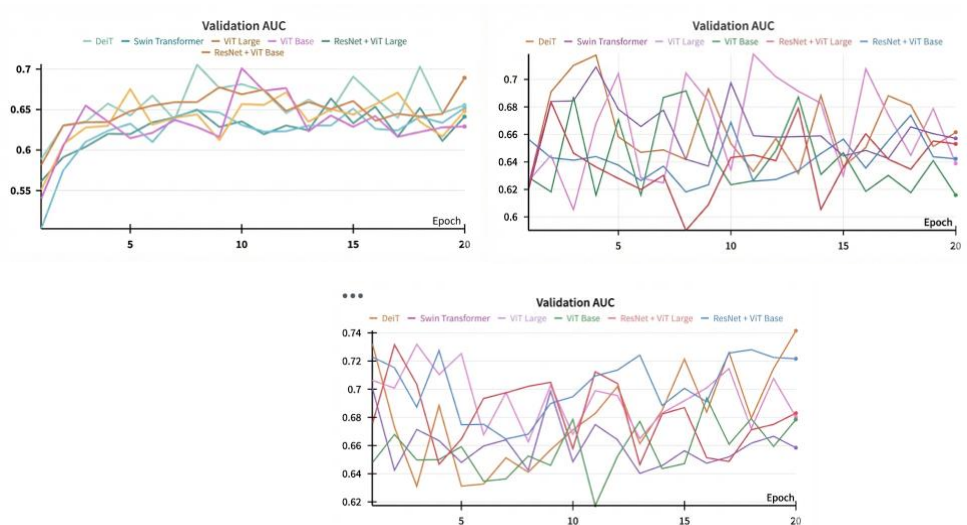 Validation AUC
DeiT Swin Transformer ViT Large ViT Base ResNet + ViT Large
ResNet + ViT Base
0.7
0.65
0.6
0.55
Epoch
5 10 15 20
Validation AUC
DeiT Swin Transformer ViT Large ViT Base ResNet + ViT Large ResNet + ViT Base
0.7
0.68
0.66
0.64
0.62
0.6
Epoch
5 10 15 20
Validation AUC
DeiT Swin Transformer ViT Large ViT Base ResNet + ViT Large ResNet + ViT Base
0.74
0.72
0.7
0.68
0.66
0.64
0.62
Epoch
5 10 15 20